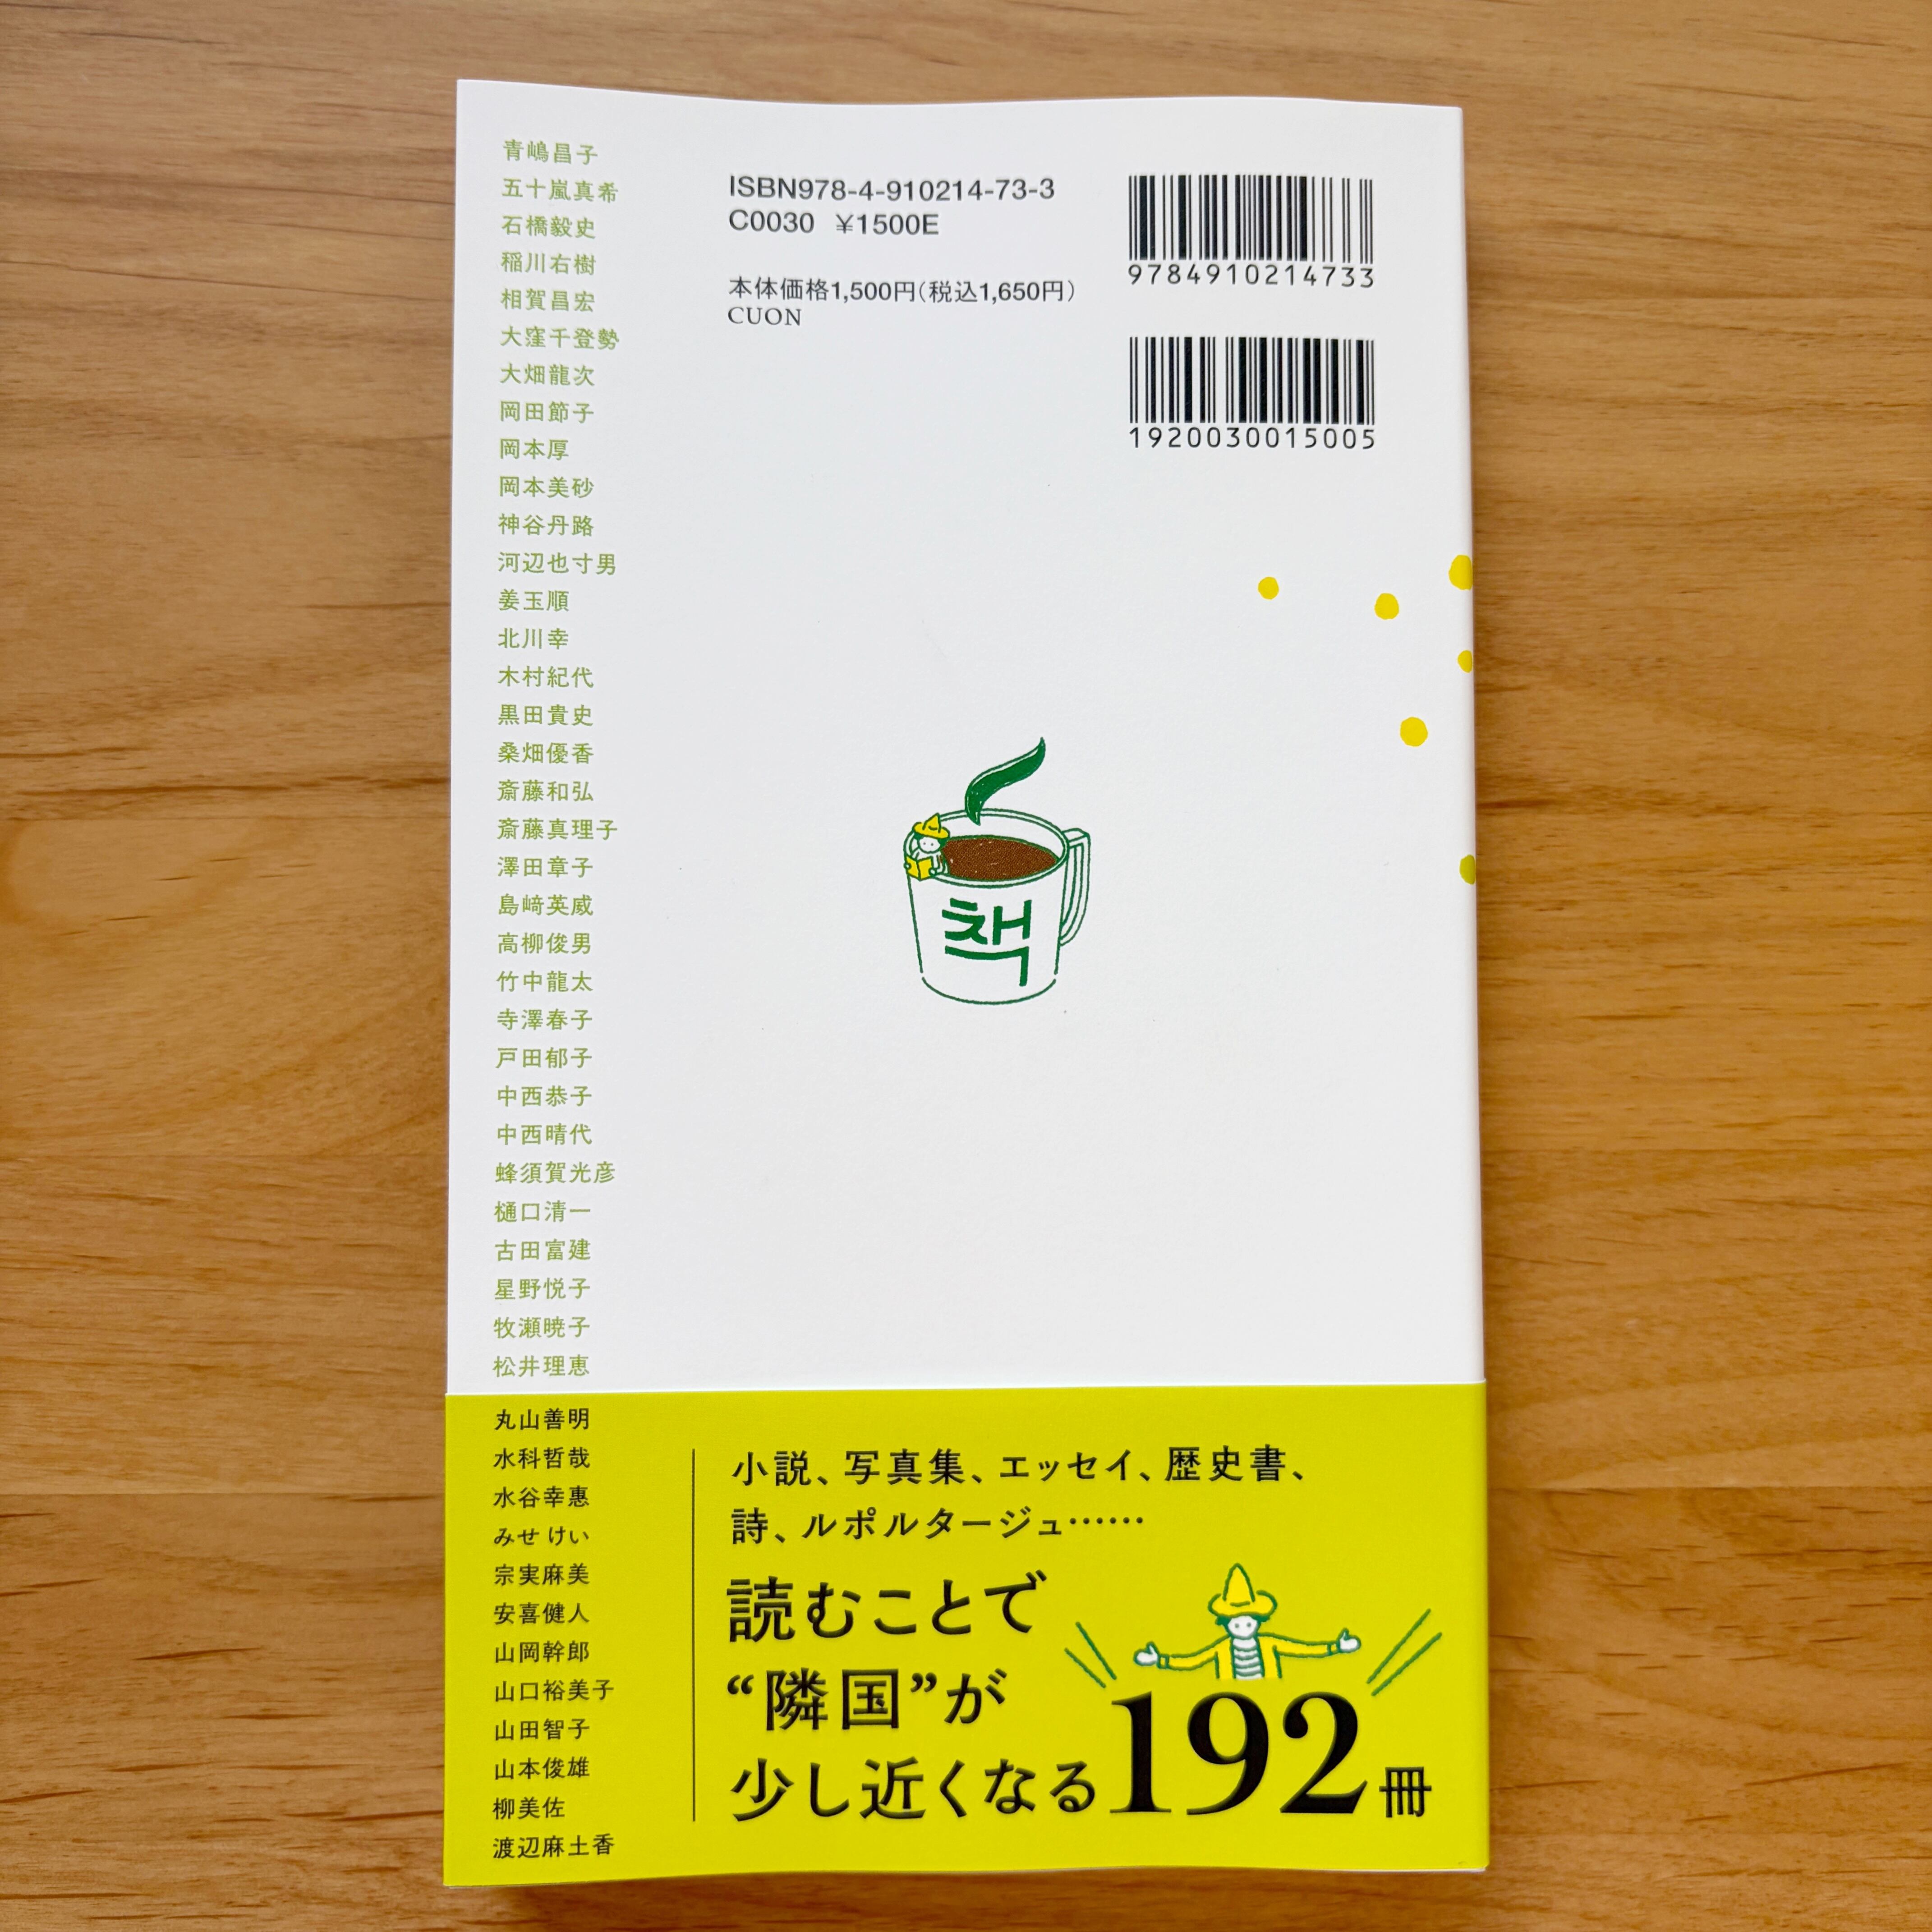 青嶋昌子
五十嵐真希
石橋毅史
稲川右樹
相賀昌宏
大窪千登勢
大畑龍次
岡田節子
岡本厚
岡本美砂
神谷丹路
河辺也寸男
姜玉順
北川幸
木村紀代
黒田貴史
桑畑優香
斎藤和弘
斎藤真理子
澤田章子
島﨑英威
高柳俊男
竹中龍太
寺澤春子
戸田郁子
中西恭子
中西晴代
蜂須賀光彦
樋口清一
古田富建
星野悦子
牧瀬暁子
松井理恵
丸山善明
水科哲哉
水谷幸惠
みせ けい
宗実麻美
安喜健人
山岡幹郎
山口裕美子
山田智子
山本俊雄
柳美佐
渡辺麻土香
ISBN978-4-910214-73-3
C0030 ¥1500E
本体価格1,500円(税込1,650円)
CUON
9784910214733
1920030015005
책
小説、写真集、エッセイ、歴史書、
詩、ルポルタージュ……
読むことで
“隣国”が
少し近くなる192冊